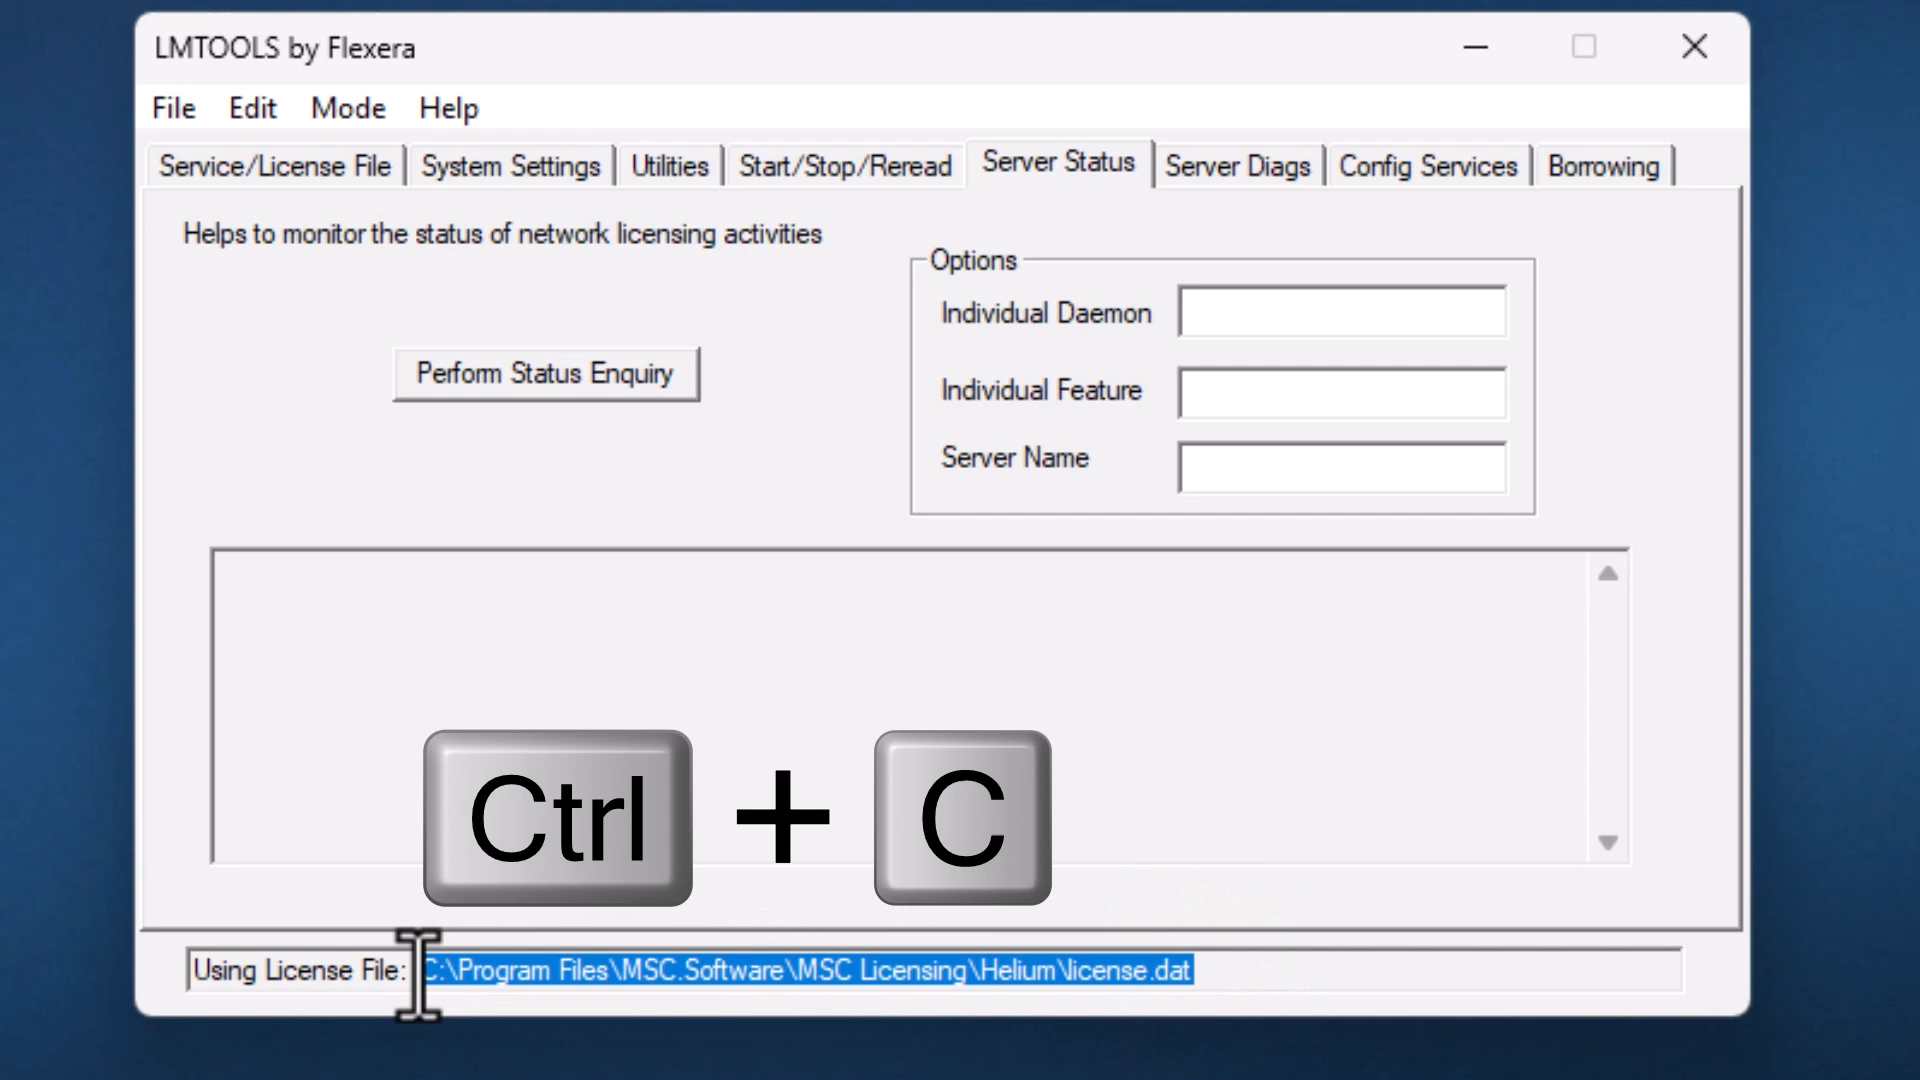 LMTOOLS by Flexera
File Edit Mode Help
Service/License File System Settings Utilities Start/Stop/Reread Server Status Server Diags Config Services Borrowing
Helps to monitor the status of network licensing activities
Options
Individual Daemon
Perform Status Enquiry
Individual Feature
Server Name
Ctrl + C
Using License File: C:\Program Files\MSC.Software\MSC Licensing\Helium\license.dat